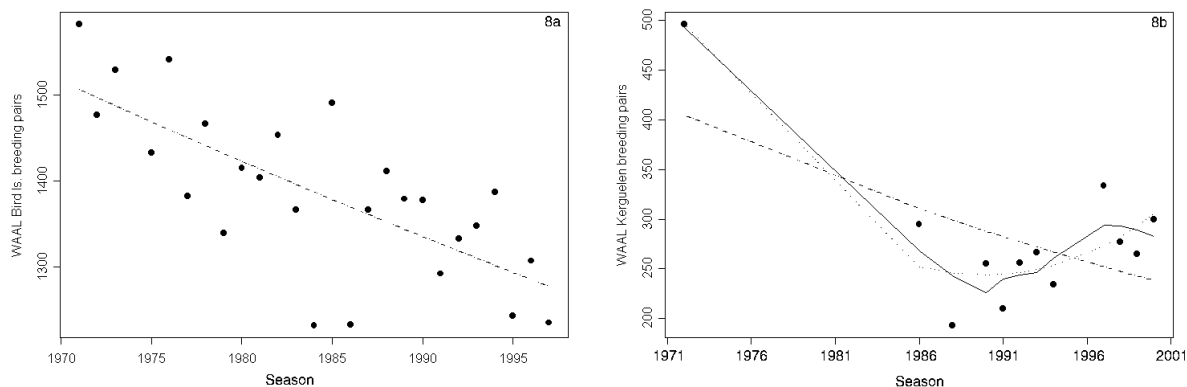 8a
WAAL Bird Is. breeding pairs
1500
1400
1300
1970 1975 1980 1985 1990 1995
Season
8b
WAAL Kerguelen breeding pairs
500
450
400
350
300
250
200
1971 1976 1981 1986 1991 1996 2001
Season